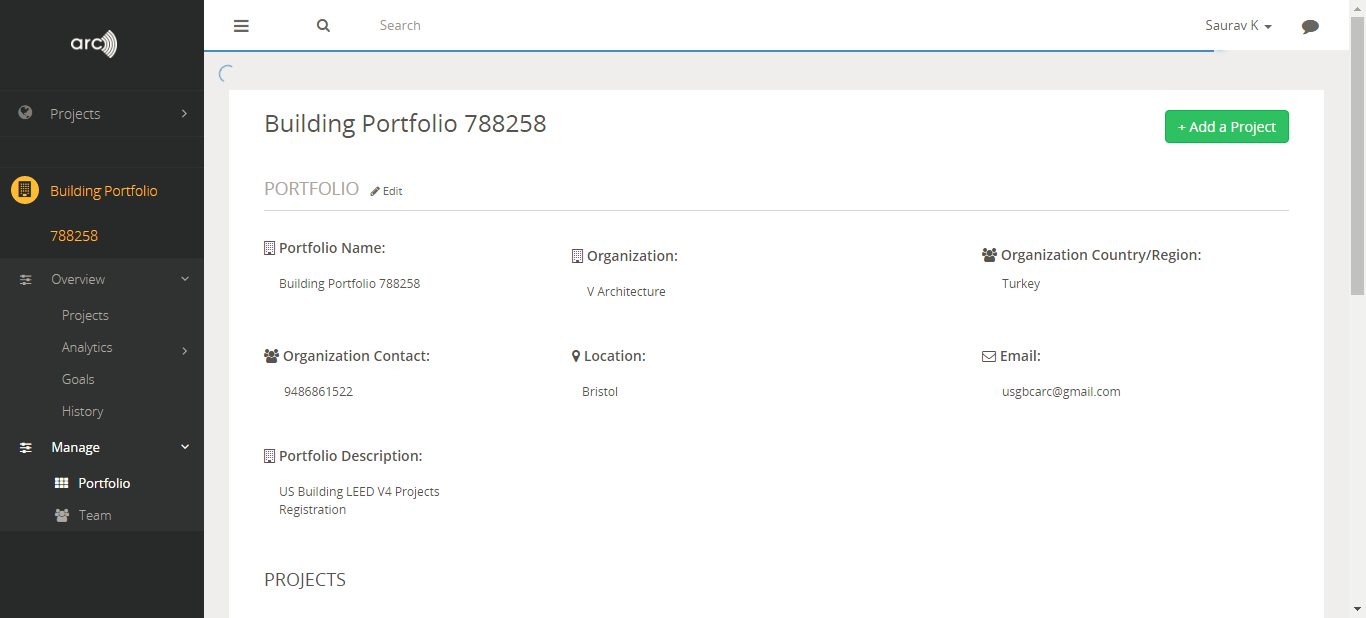 arc
Search
Saurav K
Projects
Building Portfolio
788258
Overview
Projects
Analytics
Goals
History
Manage
Portfolio
Team
Building Portfolio 788258
+ Add a Project
PORTFOLIO Edit
Portfolio Name:
Building Portfolio 788258
Organization:
V Architecture
Organization Country/Region:
Turkey
Organization Contact:
9486861522
Location:
Bristol
Email:
usgbcarc@gmail.com
Portfolio Description:
US Building LEED V4 Projects
Registration
PROJECTS